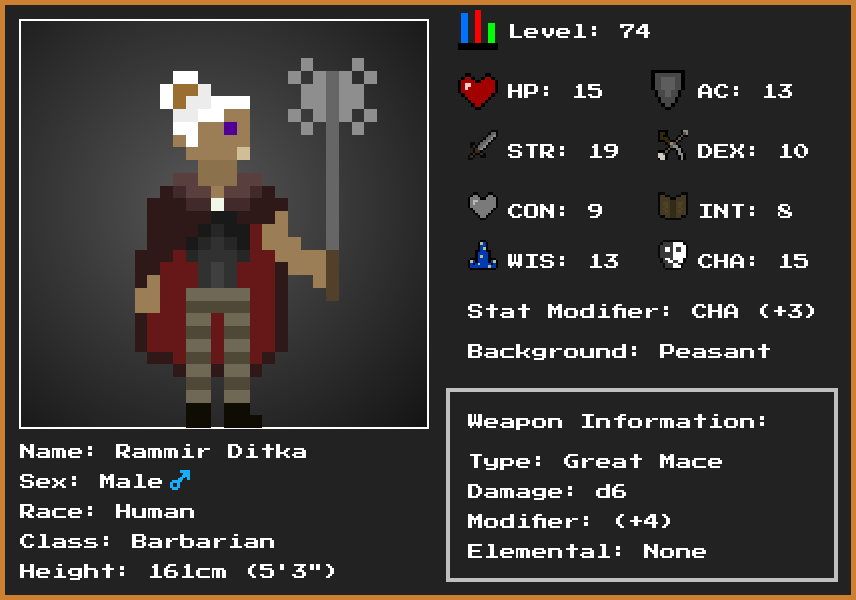 Level: 74
HP: 15 AC: 13
STR: 19 DEX: 10
CON: 9 INT: 8
WIS: 13 CHA: 15
Stat Modifier: CHA (+3)
Background: Peasant
Weapon Information:
Type: Great Mace
Damage: d6
Modifier: (+4)
Elemental: None
Name: Rammir Ditka
Sex: Male ♂
Race: Human
Class: Barbarian
Height: 161cm (5'3")